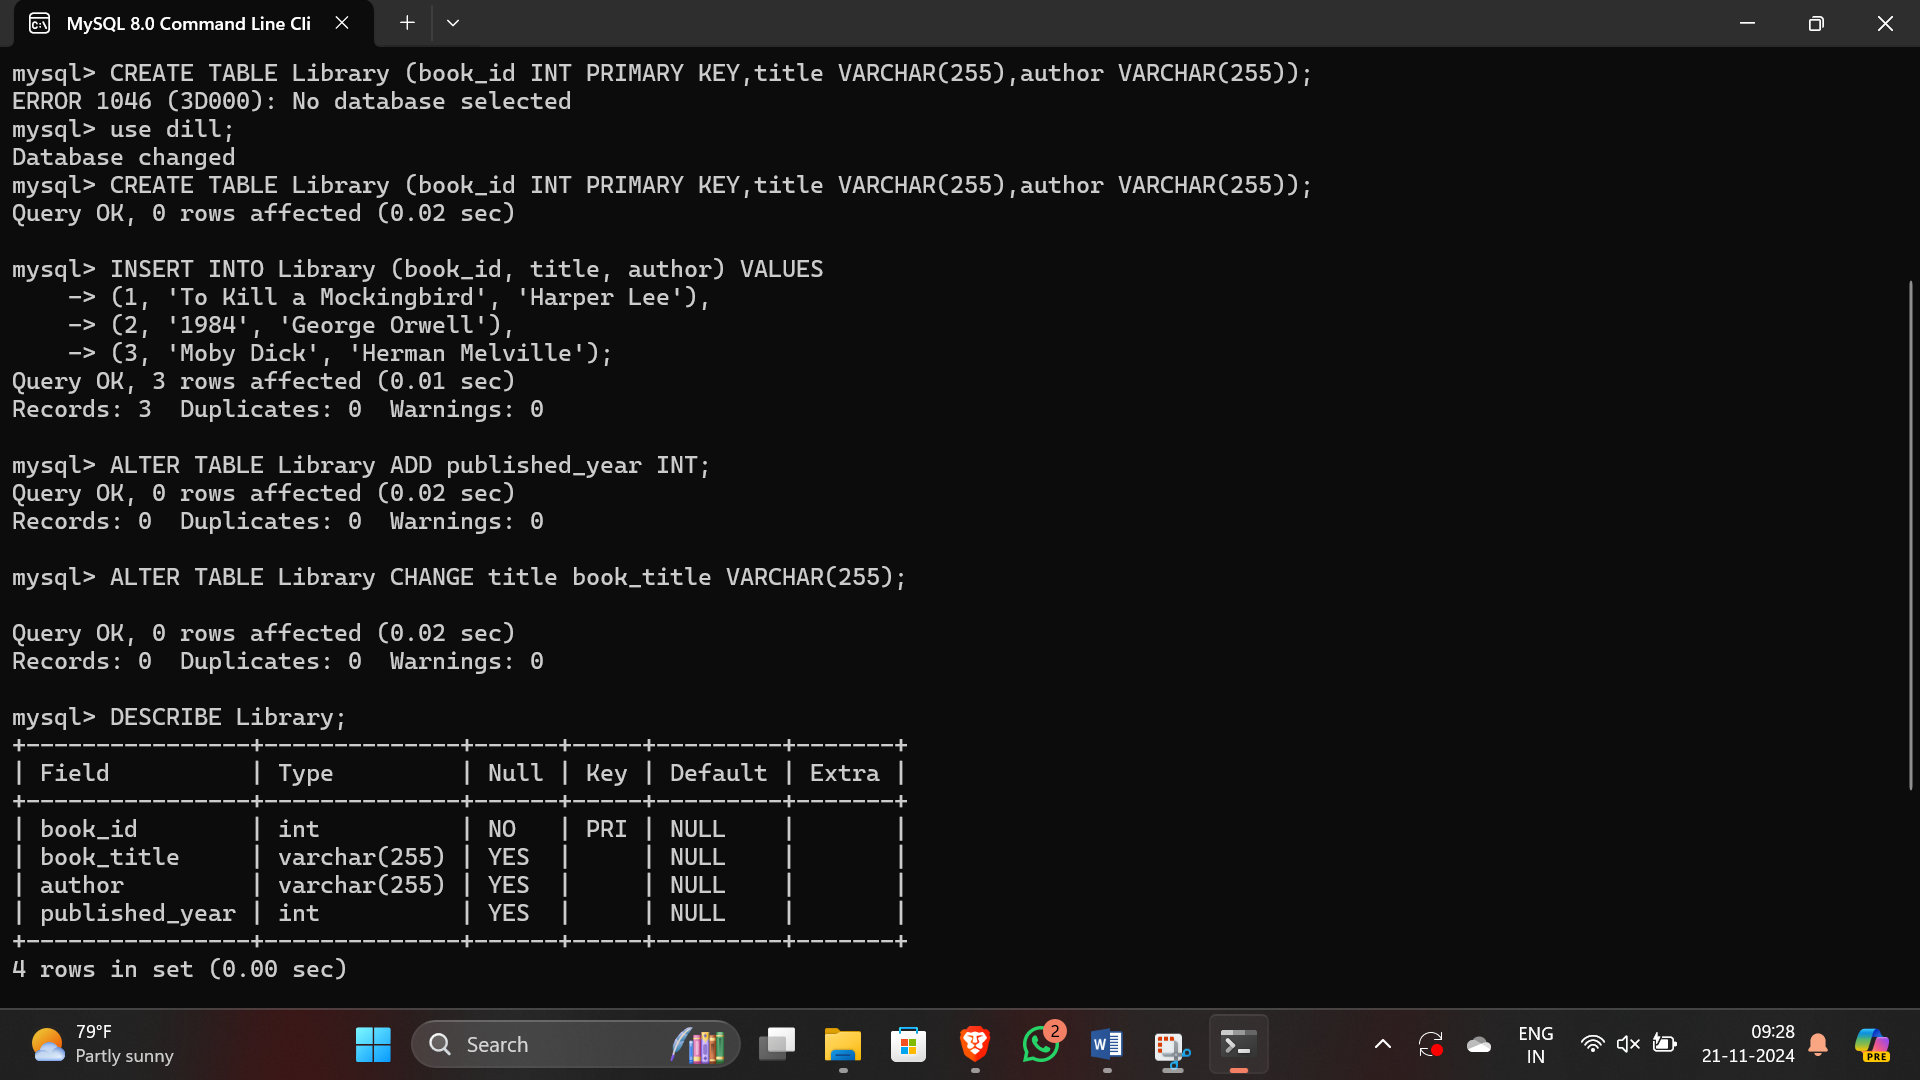 MySQL 8.0 Command Line Cli
mysql> CREATE TABLE Library (book_id INT PRIMARY KEY,title VARCHAR(255),author VARCHAR(255));
ERROR 1046 (3D000): No database selected
mysql> use dill;
Database changed
mysql> CREATE TABLE Library (book_id INT PRIMARY KEY,title VARCHAR(255),author VARCHAR(255));
Query OK, 0 rows affected (0.02 sec)
mysql> INSERT INTO Library (book_id, title, author) VALUES
    -> (1, 'To Kill a Mockingbird', 'Harper Lee'),
    -> (2, '1984', 'George Orwell'),
    -> (3, 'Moby Dick', 'Herman Melville');
Query OK, 3 rows affected (0.01 sec)
Records: 3  Duplicates: 0  Warnings: 0
mysql> ALTER TABLE Library ADD published_year INT;
Query OK, 0 rows affected (0.02 sec)
Records: 0  Duplicates: 0  Warnings: 0
mysql> ALTER TABLE Library CHANGE title book_title VARCHAR(255);
Query OK, 0 rows affected (0.02 sec)
Records: 0  Duplicates: 0  Warnings: 0
mysql> DESCRIBE Library;
+----------------+--------------+------+-----+---------+-------+
| Field          | Type         | Null | Key | Default | Extra |
+----------------+--------------+------+-----+---------+-------+
| book_id        | int          | NO   | PRI | NULL    |       |
| book_title     | varchar(255) | YES  |     | NULL    |       |
| author         | varchar(255) | YES  |     | NULL    |       |
| published_year | int          | YES  |     | NULL    |       |
+----------------+--------------+------+-----+---------+-------+
4 rows in set (0.00 sec)
79°F
Partly sunny
Search
2
W
ENG
IN
09:28
21-11-2024
PRE